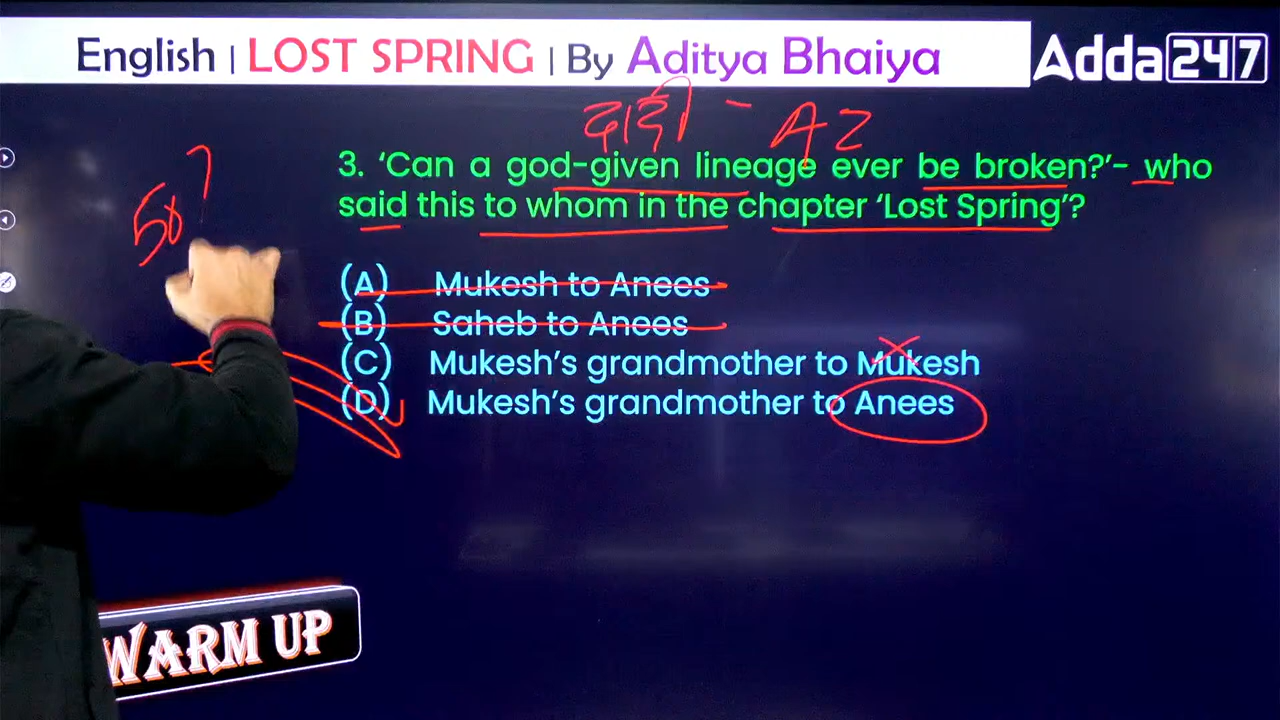 English | LOST SPRING | By Aditya Bhaiya
Adda247
दादी - AZ
50 ?
3. ‘Can a god-given lineage ever be broken?’- who
said this to whom in the chapter ‘Lost Spring’?
(A) Mukesh to Anees
(B) Saheb to Anees
(C) Mukesh’s grandmother to Mukesh
(D) Mukesh’s grandmother to Anees
WARM UP